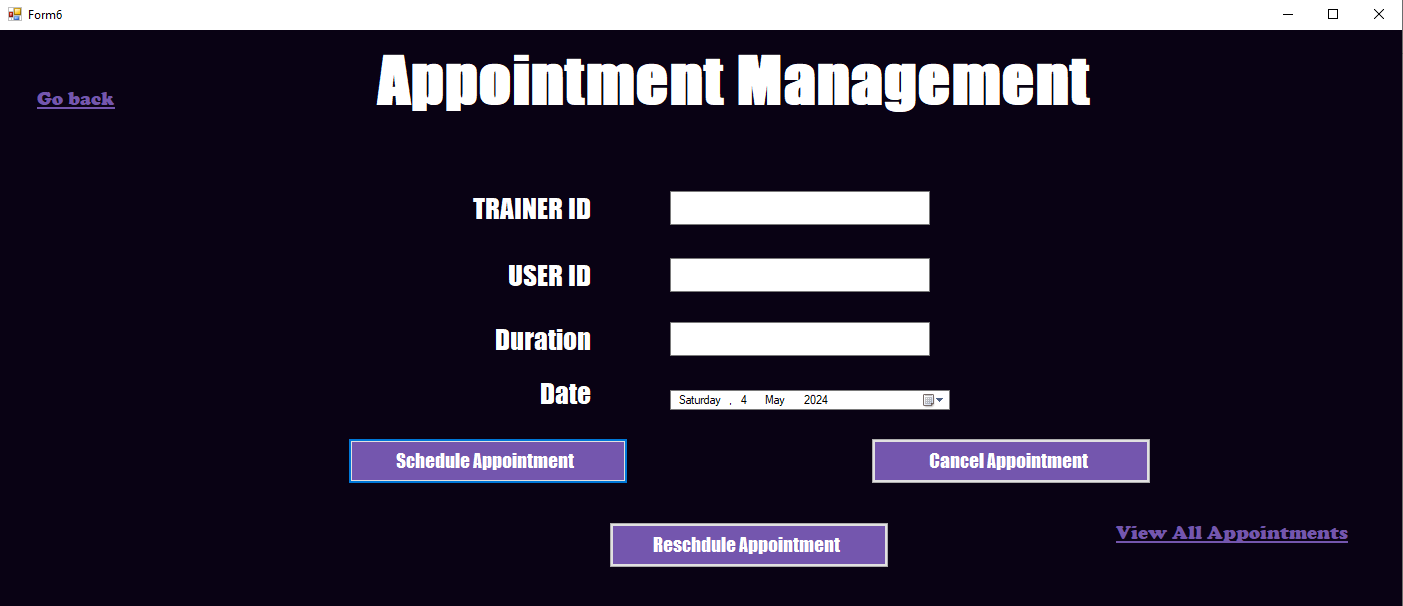 Form6
Appointment Management
Go back
TRAINER ID
USER ID
Duration
Date
Saturday , 4 May 2024
Schedule Appointment
Cancel Appointment
Reschdule Appointment
View All Appointments